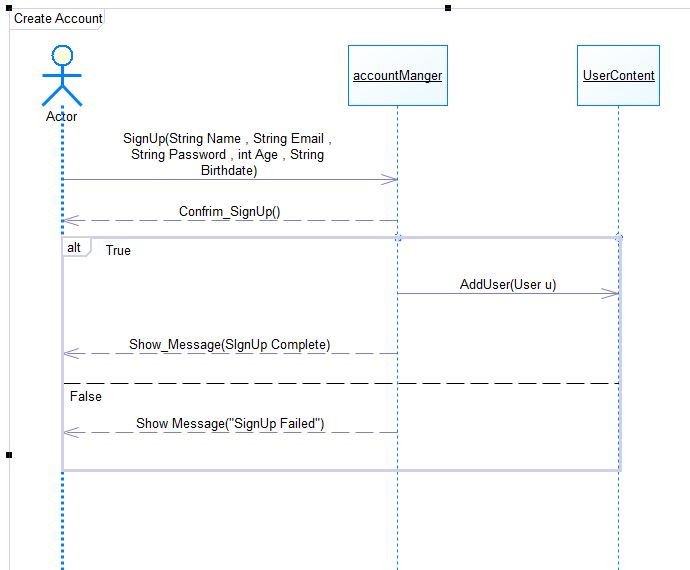 Create Account
accountManger
UserContent
Actor
SignUp(String Name , String Email ,
String Password , int Age , String
Birthdate)
Confrim_SignUp()
alt
True
AddUser(User u)
Show_Message(SIgnUp Complete)
False
Show Message("SignUp Failed")